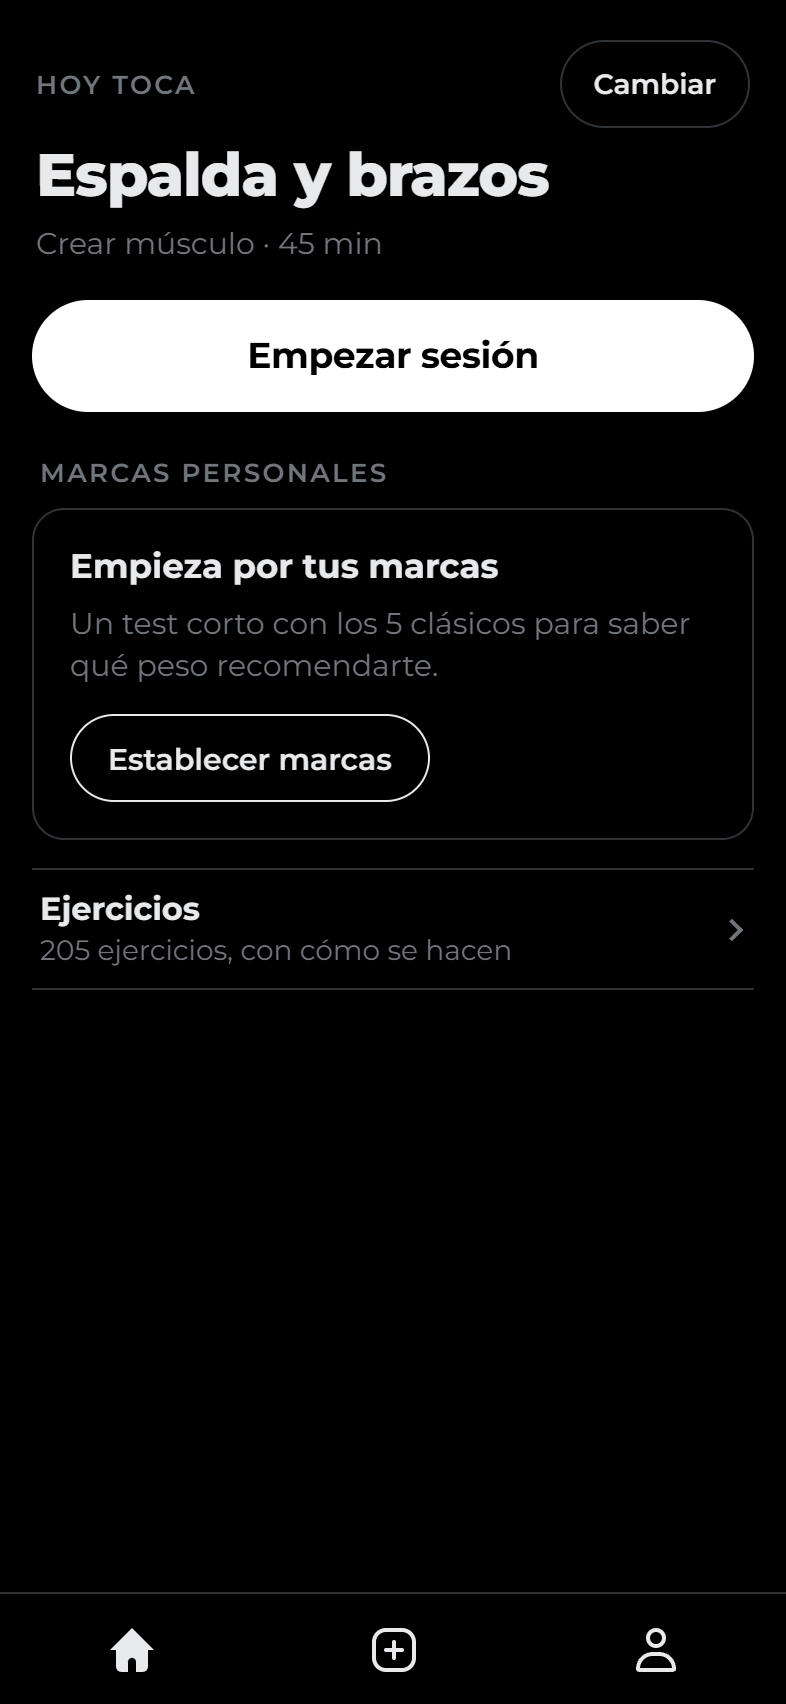 HOY TOCA
Cambiar
Espalda y brazos
Crear músculo · 45 min
Empezar sesión
MARCAS PERSONALES
Empieza por tus marcas
Un test corto con los 5 clásicos para saber
qué peso recomendarte.
Establecer marcas
Ejercicios
205 ejercicios, con cómo se hacen